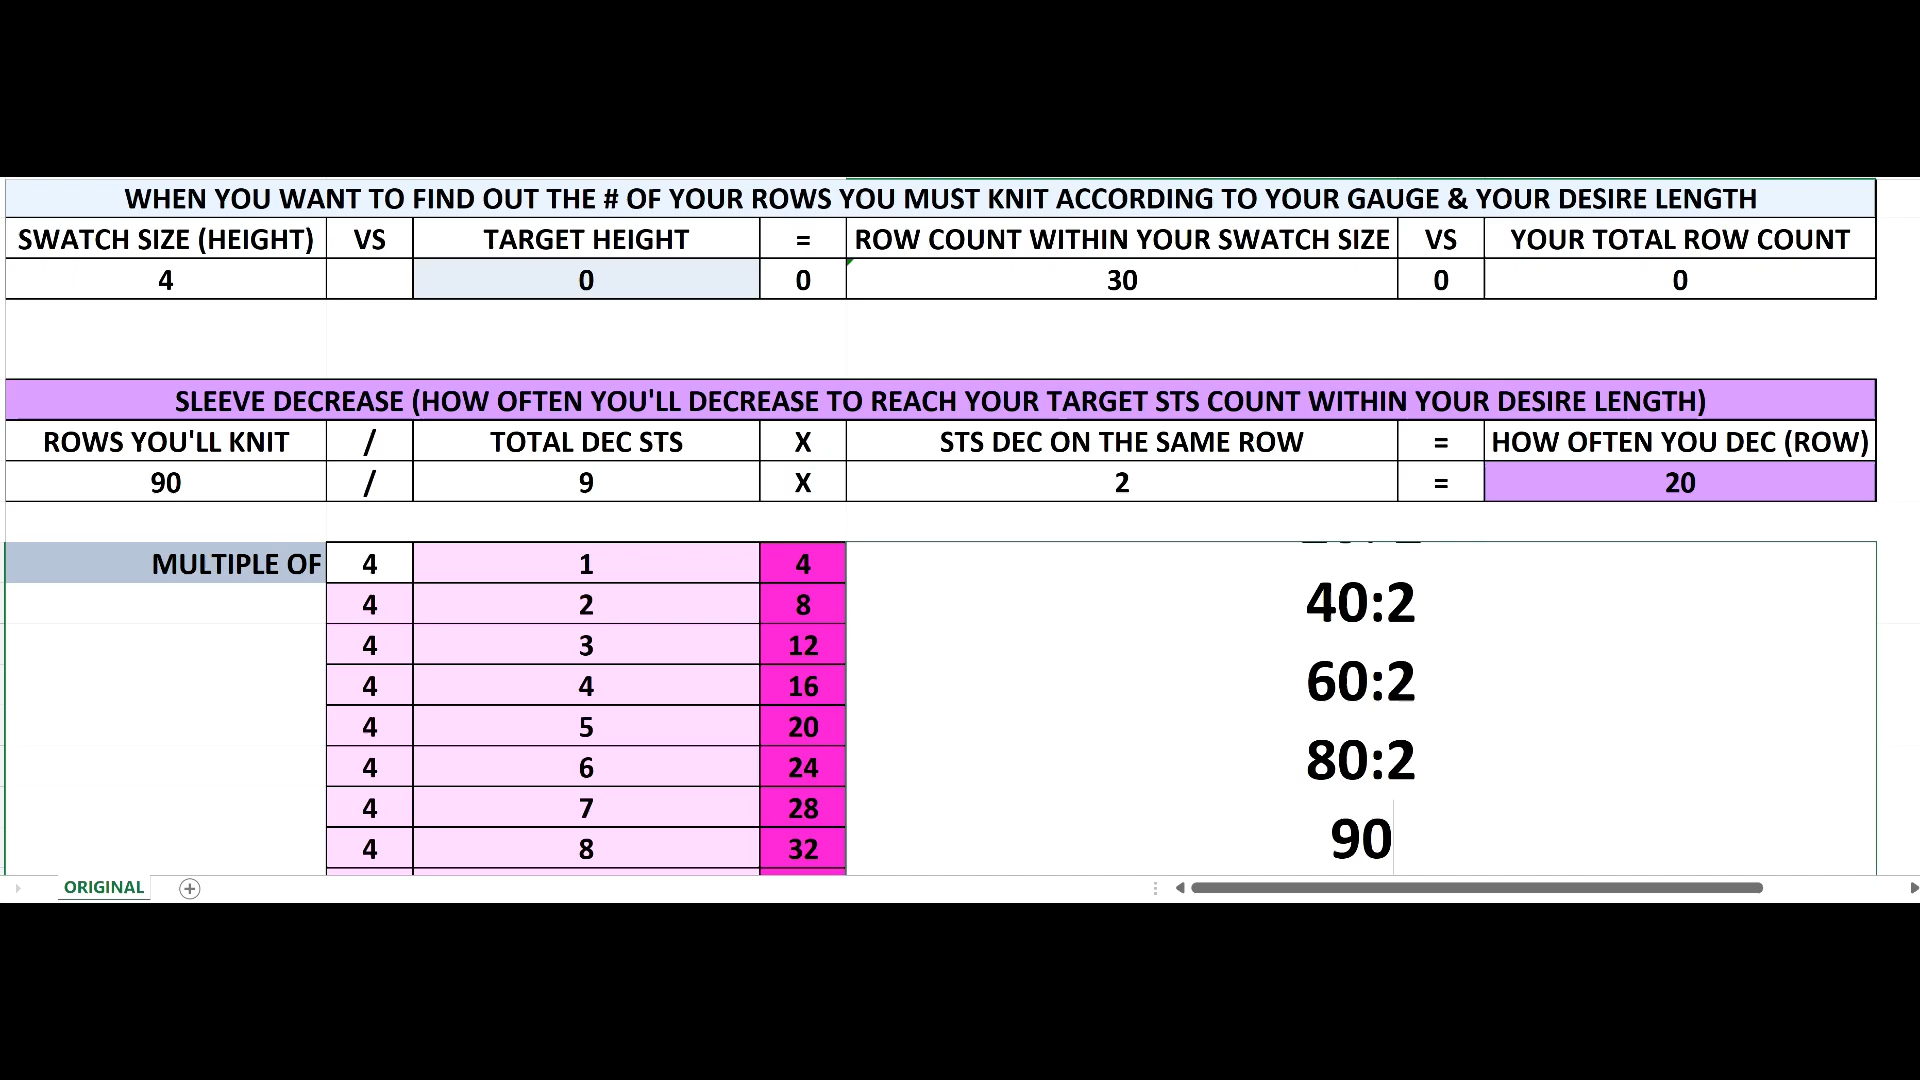 WHEN YOU WANT TO FIND OUT THE # OF YOUR ROWS YOU MUST KNIT ACCORDING TO YOUR GAUGE & YOUR DESIRE LENGTH
SWATCH SIZE (HEIGHT) VS TARGET HEIGHT = ROW COUNT WITHIN YOUR SWATCH SIZE VS YOUR TOTAL ROW COUNT
4 0 0 30 0 0
SLEEVE DECREASE (HOW OFTEN YOU'LL DECREASE TO REACH YOUR TARGET STS COUNT WITHIN YOUR DESIRE LENGTH)
ROWS YOU'LL KNIT / TOTAL DEC STS X STS DEC ON THE SAME ROW = HOW OFTEN YOU DEC (ROW)
90 / 9 X 2 = 20
MULTIPLE OF 4 1 4
4 2 8
4 3 12
4 4 16
4 5 20
4 6 24
4 7 28
4 8 32
40:2
60:2
80:2
90
ORIGINAL